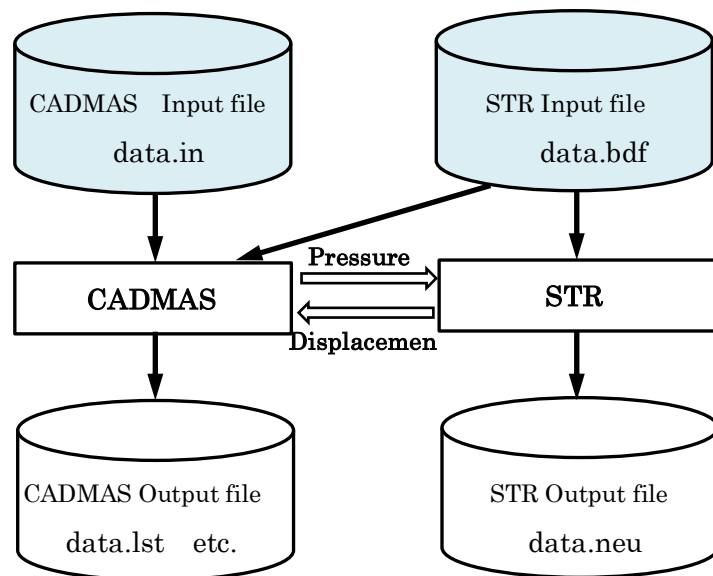 CADMAS Input file
data.in
STR Input file
data.bdf
Pressure
CADMAS
STR
Displacemen
CADMAS Output file
data.lst etc.
STR Output file
data.neu